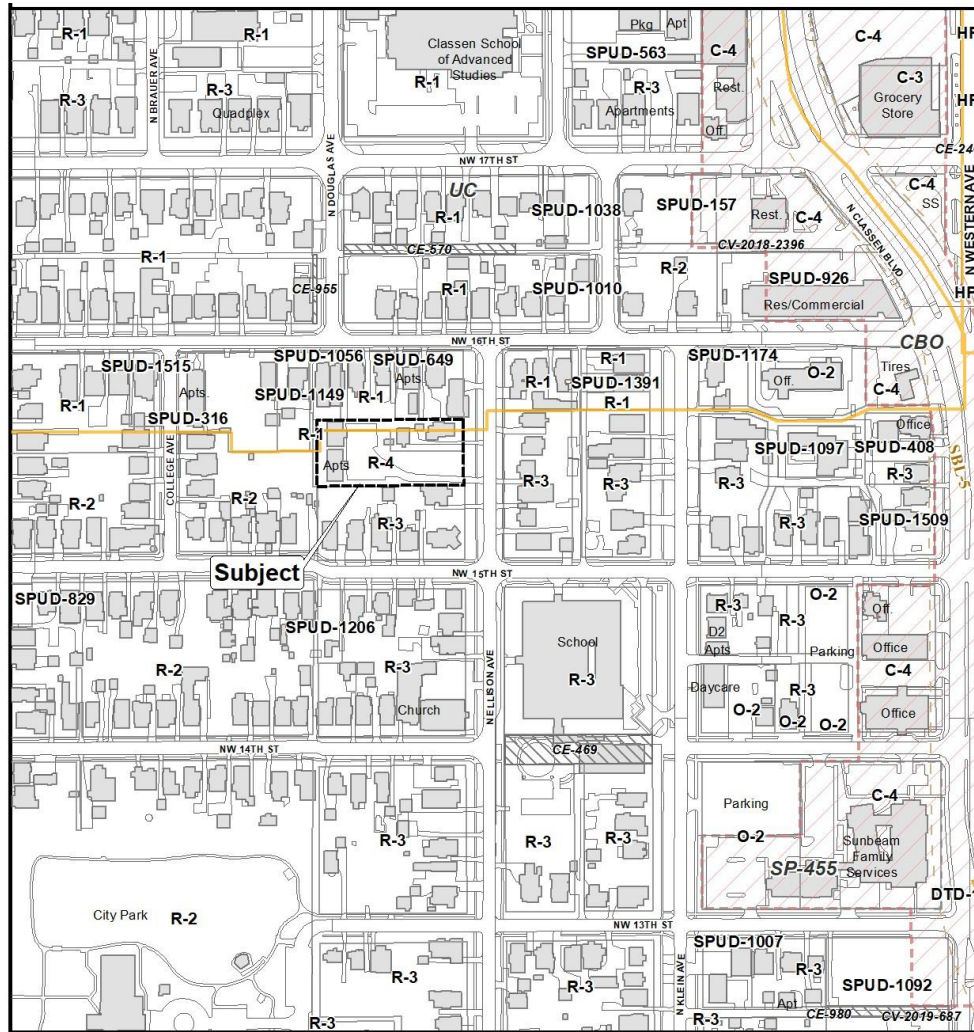 R-1
R-1
Pkg
Apt
C-4
C-4
HP
N BRAUER AVE
Classen School
of Advanced
Studies
R-1
SPUD-563
C-3
Grocery
Store
R-3
R-3
Quadplex
R-3
Apartments
Rest.
Off
N DOUGLAS AVE
NW 17TH ST
UC
R-1
SPUD-1038
SPUD-157
Rest.
C-4
C-4
SS
N WESTERN AVE
N CLASSEN BLVD
R-1
CE-570
CV-2018-2396
CE-955
R-1
SPUD-1010
R-2
SPUD-926
Res/Commercial
NW 16TH ST
CBO
SPUD-1515
Apts.
SPUD-1056
SPUD-649
Apts.
R-1
SPUD-1149
R-1
R-1
R-1
SPUD-1391
R-1
SPUD-1174
Off.
O-2
Tires
C-4
SPUD-316
COLLEGE AVE
R-1
Apts
R-4
Office
SPUD-1097
SPUD-408
SBL-5
R-2
R-2
R-3
R-3
R-3
R-3
R-3
R-3
SPUD-1509
Subject
NW 15TH ST
SPUD-829
SPUD-1206
R-2
R-3
Church
N ELLISON AVE
School
R-3
R-3
D2
Apts
R-3
O-2
Parking
Off.
Office
C-4
Office
Daycare
O-2
R-3
O-2
O-2
NW 14TH ST
CE-469
Parking
C-4
O-2
Sunbeam
Family
Services
SP-455
R-3
R-3
R-3
City Park
R-2
NW 13TH ST
N KLEIN AVE
SPUD-1007
R-3
R-3
R-3
SPUD-1092
Apt
R-3
R-3
CE-980
CV-2019-687